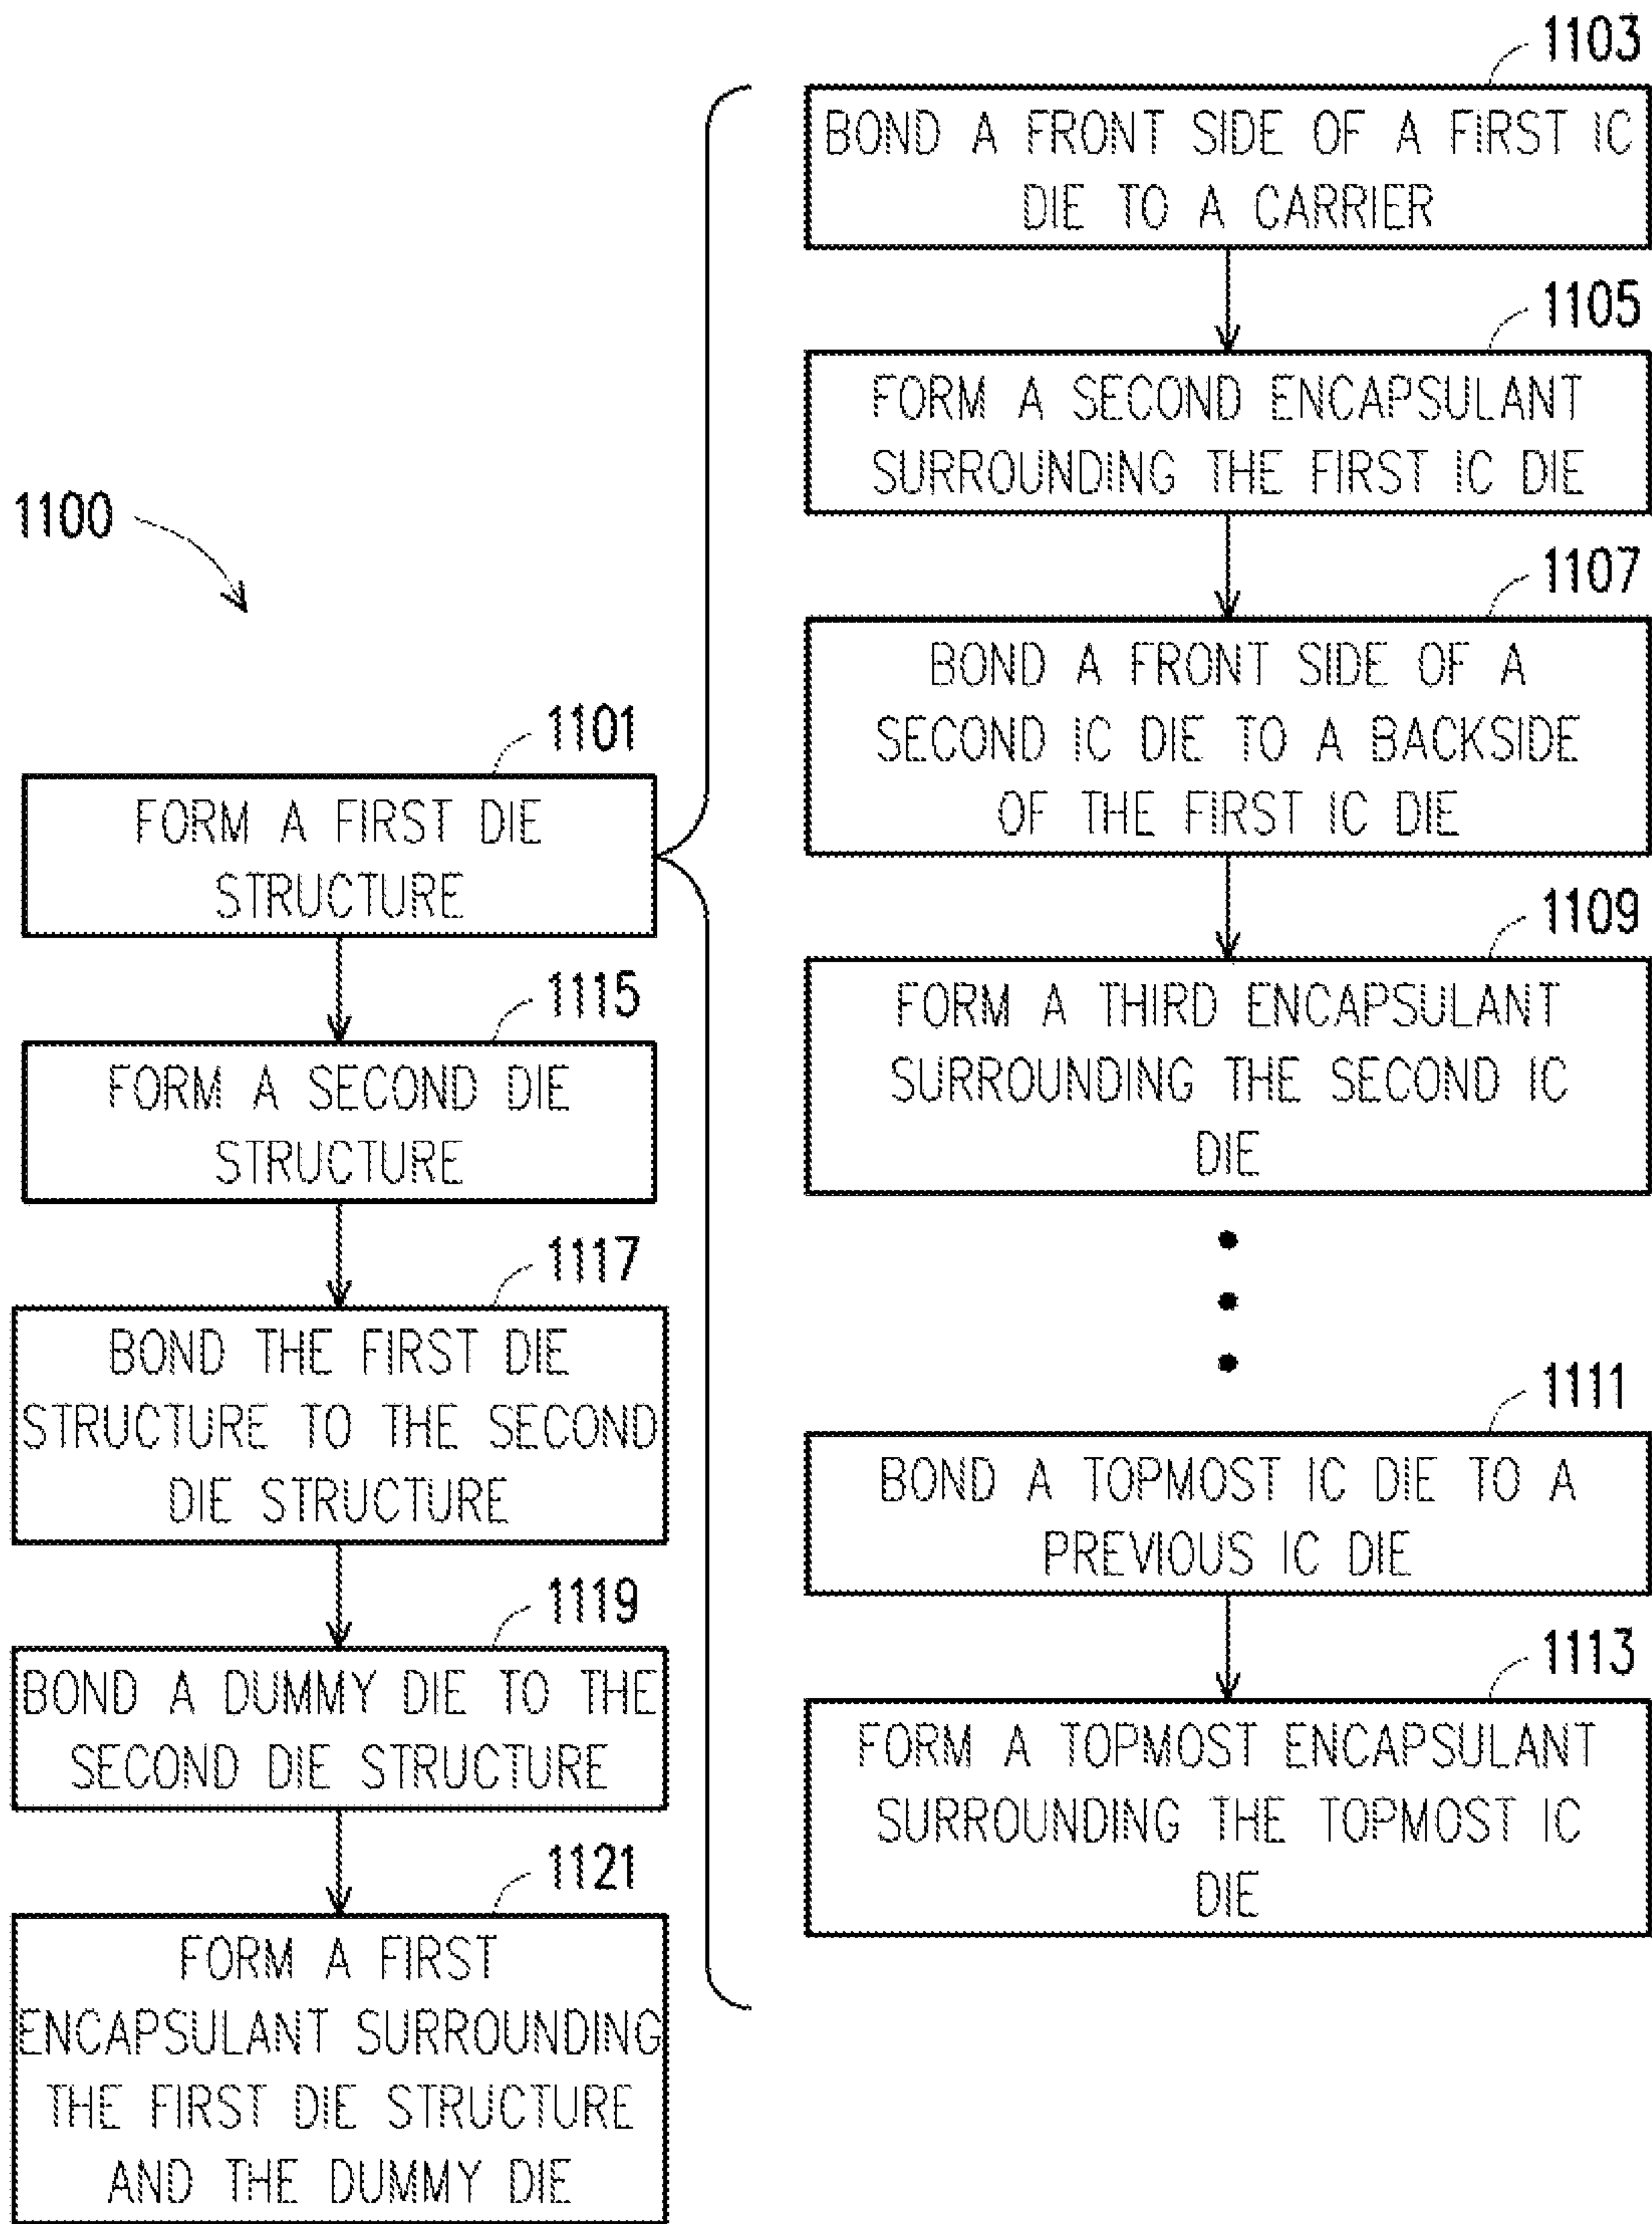 1100
1101
FORM A FIRST DIE
STRUCTURE
1115
FORM A SECOND DIE
STRUCTURE
1117
BOND THE FIRST DIE
STRUCTURE TO THE SECOND
DIE STRUCTURE
1119
BOND A DUMMY DIE TO THE
SECOND DIE STRUCTURE
1121
FORM A FIRST
ENCAPSULANT SURROUNDING
THE FIRST DIE STRUCTURE
AND THE DUMMY DIE
1103
BOND A FRONT SIDE OF A FIRST IC
DIE TO A CARRIER
1105
FORM A SECOND ENCAPSULANT
SURROUNDING THE FIRST IC DIE
1107
BOND A FRONT SIDE OF A
SECOND IC DIE TO A BACKSIDE
OF THE FIRST IC DIE
1109
FORM A THIRD ENCAPSULANT
SURROUNDING THE SECOND IC
DIE
1111
BOND A TOPMOST IC DIE TO A
PREVIOUS IC DIE
1113
FORM A TOPMOST ENCAPSULANT
SURROUNDING THE TOPMOST IC
DIE